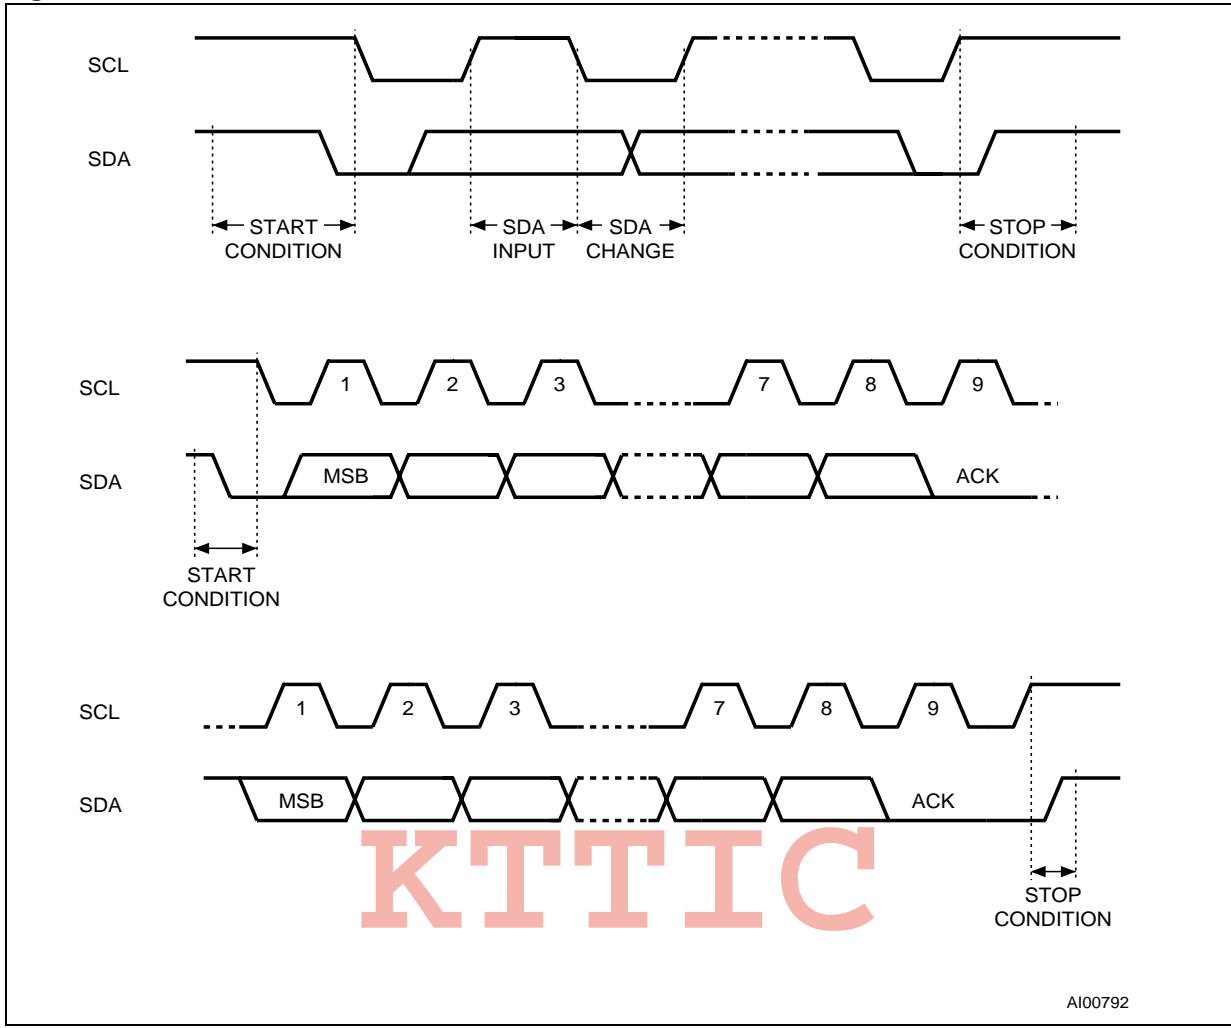 SCL
SDA
START
CONDITION
SDA
INPUT
SDA
CHANGE
STOP
CONDITION
SCL
1 2 3 7 8 9
SDA
MSB ACK
START
CONDITION
SCL
1 2 3 7 8 9
SDA
MSB ACK
KTTIC
STOP
CONDITION
AI00792